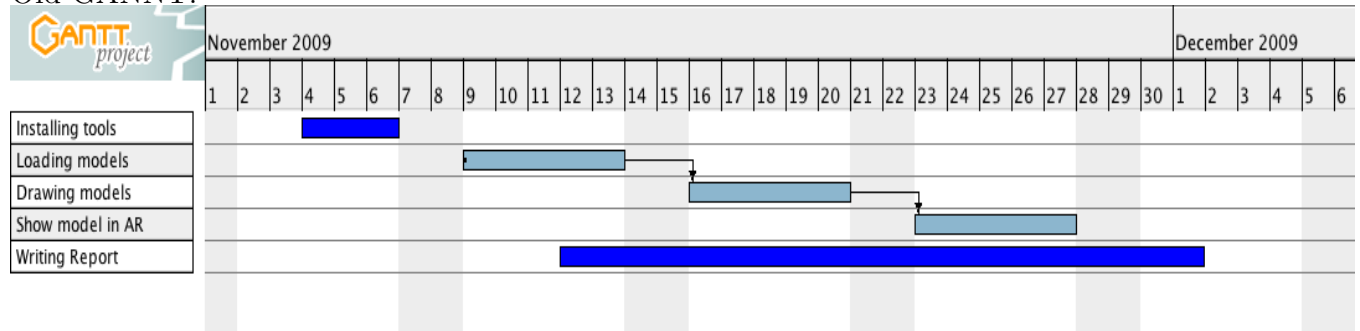 Old GANNT:
GANTT
project
November 2009 December 2009
1 2 3 4 5 6 7 8 9 10 11 12 13 14 15 16 17 18 19 20 21 22 23 24 25 26 27 28 29 30 1 2 3 4 5 6
Installing tools
Loading models
Drawing models
Show model in AR
Writing Report